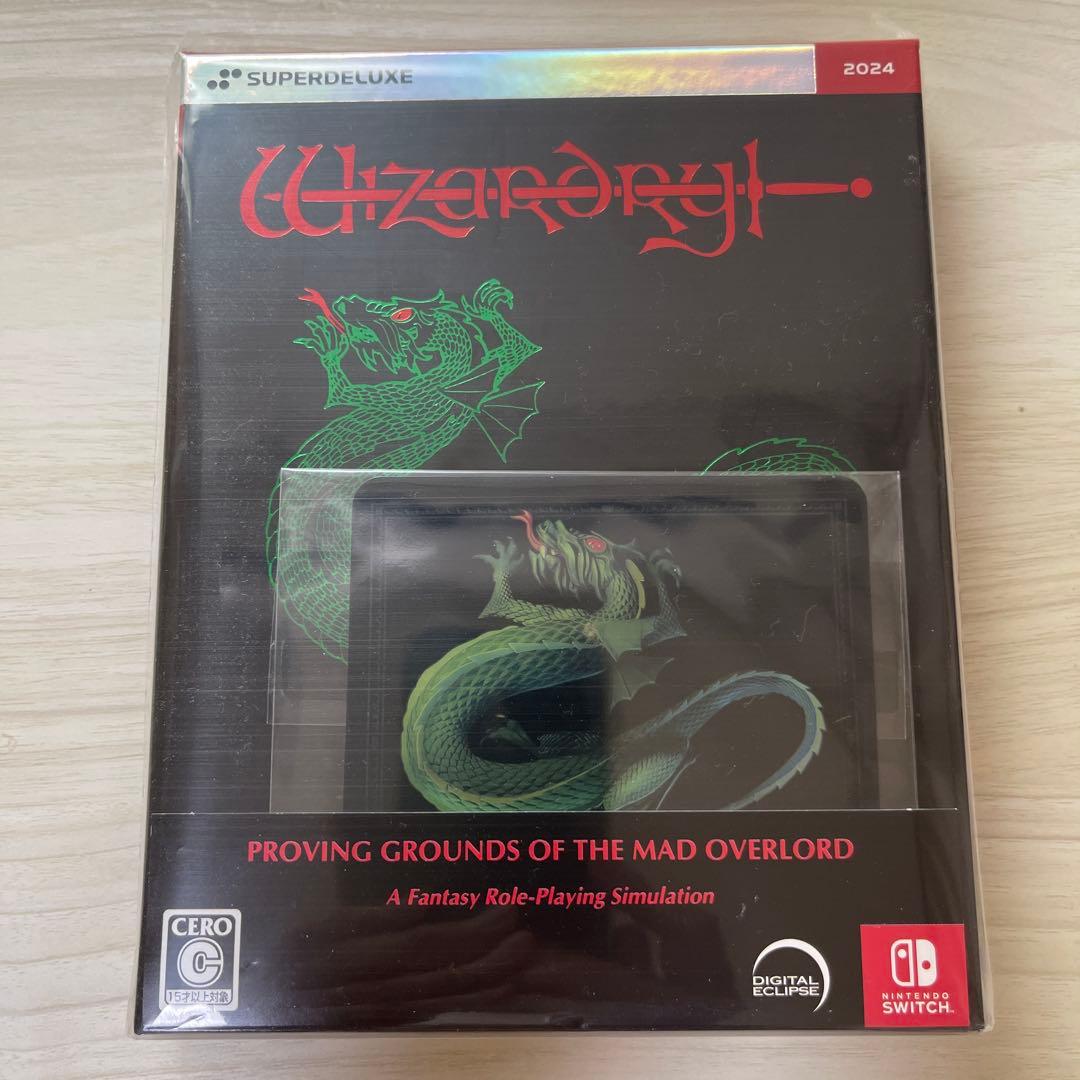 SUPERDELUXE
2024
Wizardry
PROVING GROUNDS OF THE MAD OVERLORD
A Fantasy Role-Playing Simulation
CERO
C
15才以上対象
DIGITAL
ECLIPSE
NINTENDO
SWITCH™